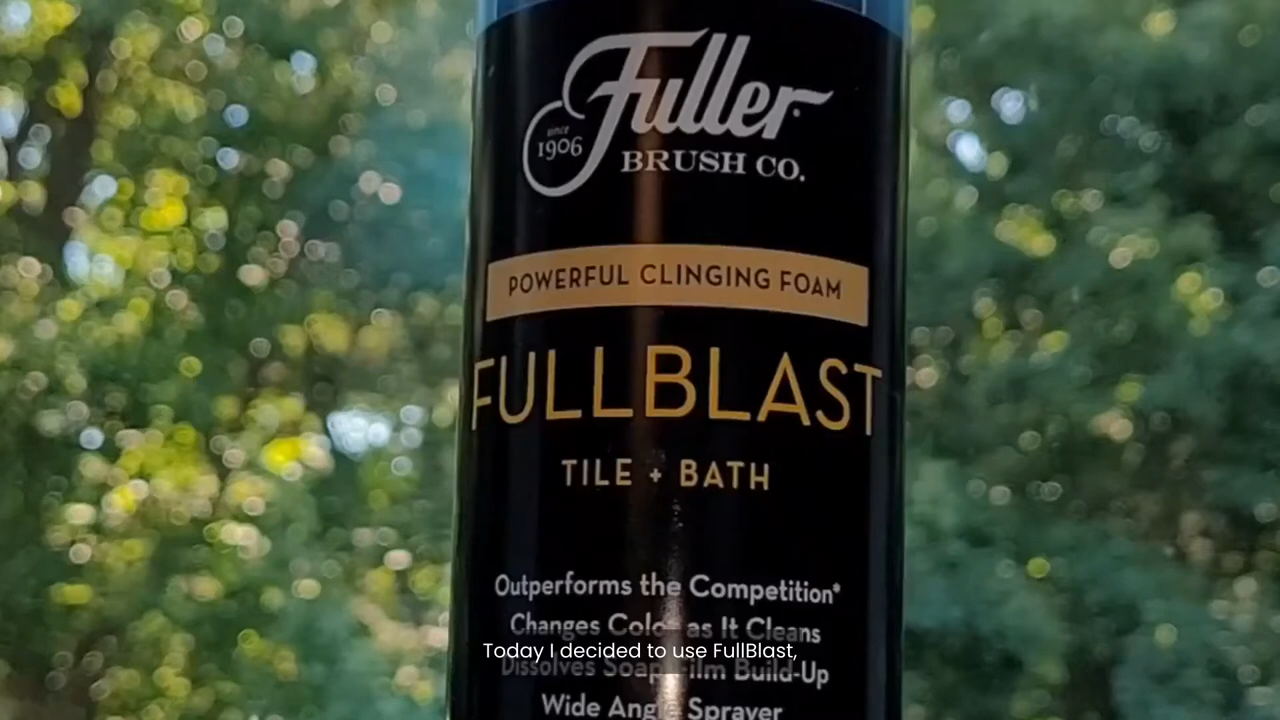 Fuller
since
1906
BRUSH CO.
POWERFUL CLINGING FOAM
FULLBLAST
TILE + BATH
Outperforms the Competition*
Changes Color as It Cleans
Today I decided to use FullBlast,
Dissolves Soap Film Build-Up
Wide Angle Sprayer